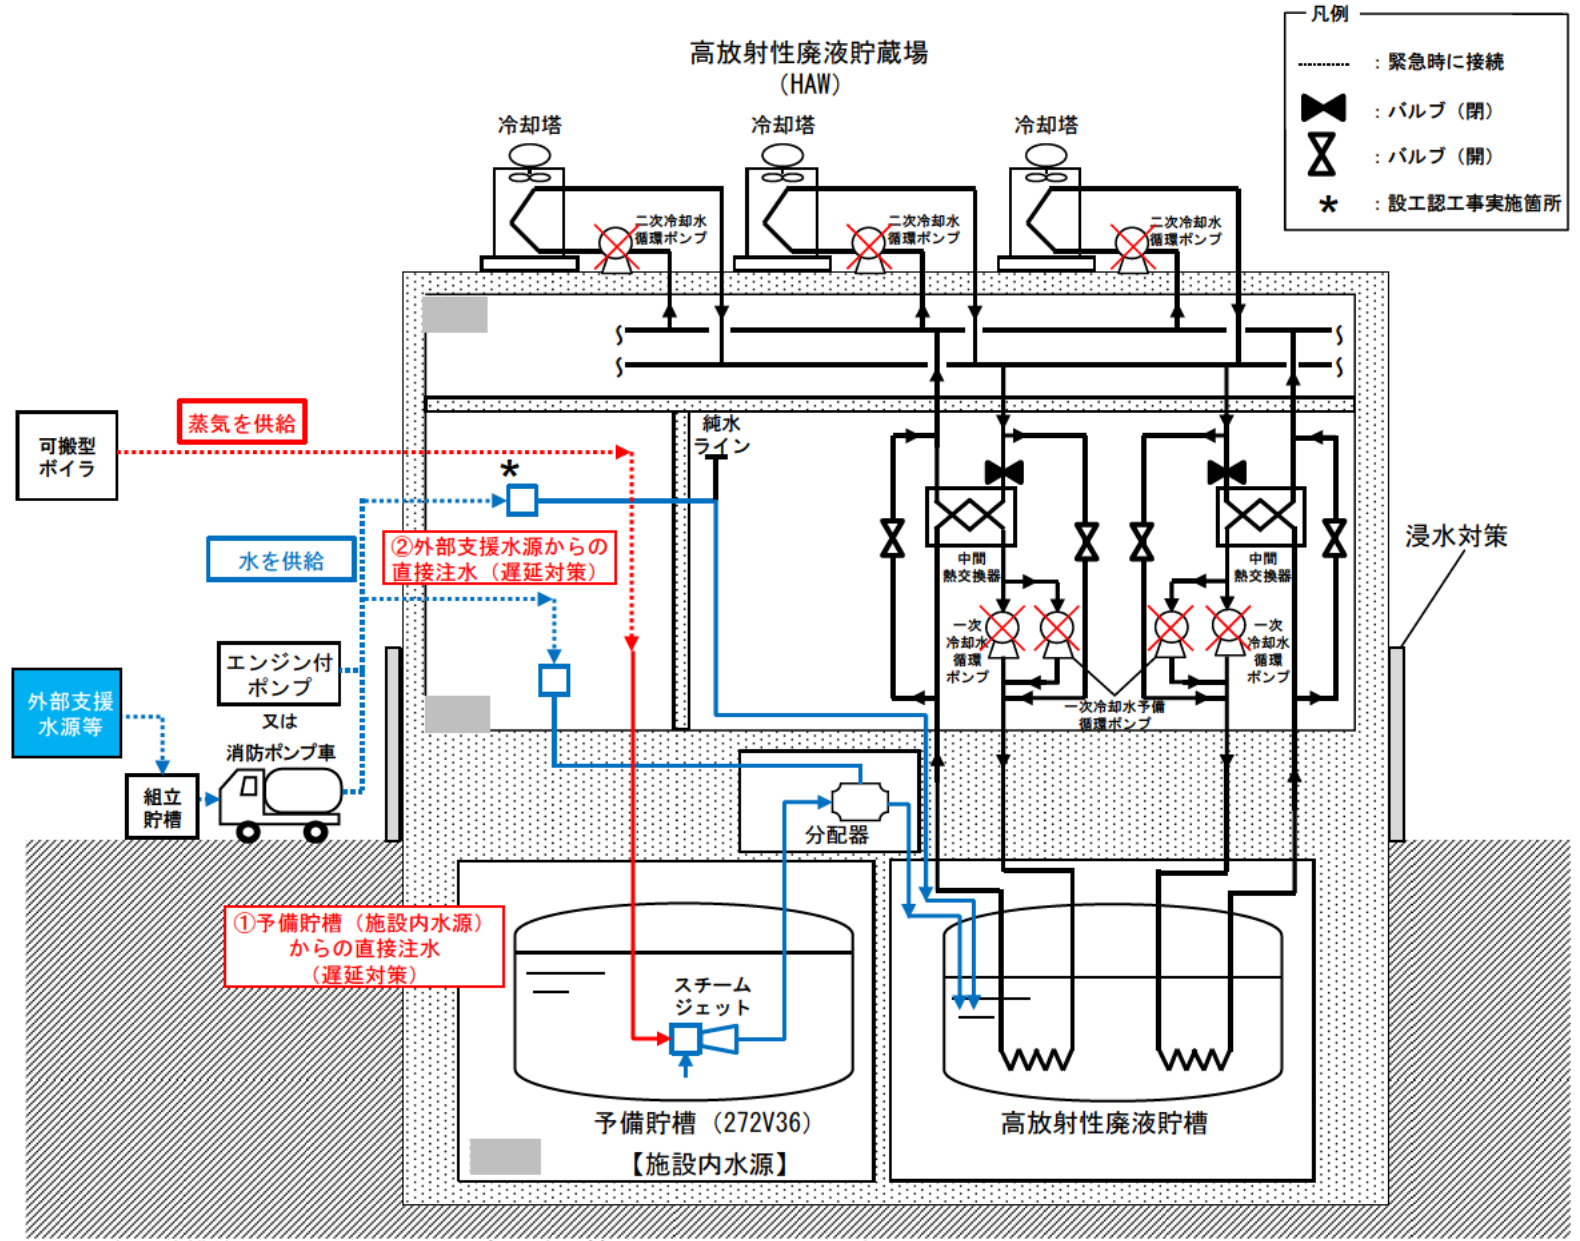 凡例
：緊急時に接続
：バルブ（閉）
：バルブ（開）
*：設工認工事実施箇所
高放射性廃液貯蔵場
（HAW）
冷却塔
冷却塔
冷却塔
二次冷却水
循環ポンプ
二次冷却水
循環ポンプ
二次冷却水
循環ポンプ
蒸気を供給
可搬型
ボイラ
純水
ライン
*
②外部支援水源からの
直接注水（遅延対策）
水を供給
浸水対策
中間
熱交換器
中間
熱交換器
一次
冷却水
循環
ポンプ
一次
冷却水
循環
ポンプ
一次冷却水予備
循環ポンプ
エンジン付
ポンプ
又は
消防ポンプ車
外部支援
水源等
組立
貯槽
分配器
①予備貯槽（施設内水源）
からの直接注水
（遅延対策）
スチーム
ジェット
予備貯槽（272V36）
【施設内水源】
高放射性廃液貯槽